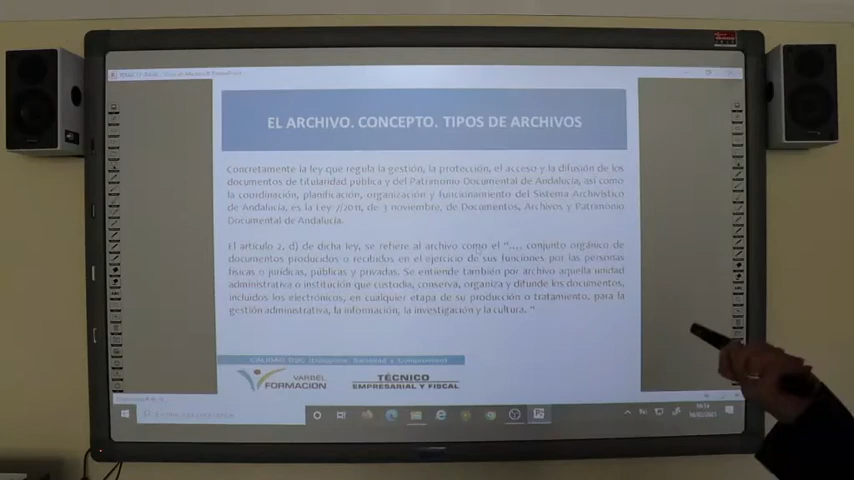 EL ARCHIVO. CONCEPTO. TIPOS DE ARCHIVOS
Concretamente la ley que regula la gestión, la protección, el acceso y la difusión de los
documentos de titularidad pública y del Patrimonio Documental de Andalucía, así como
la coordinación, planificación, organización y funcionamiento del Sistema Archivístico
de Andalucía, es la Ley 7/2011, de 3 noviembre, de Documentos, Archivos y Patrimonio
Documental de Andalucía.
El artículo 2, d) de dicha ley, se refiere al archivo como el "…. conjunto orgánico de
documentos producidos o recibidos en el ejercicio de sus funciones por las personas
físicas o jurídicas, públicas y privadas. Se entiende también por archivo aquella unidad
administrativa o institución que custodia, conserva, organiza y difunde los documentos,
incluidos los electrónicos, en cualquier etapa de su producción o tratamiento, para la
gestión administrativa, la información, la investigación y la cultura. "
VARBEL
FORMACIÓN
TÉCNICO
EMPRESARIAL Y FISCAL